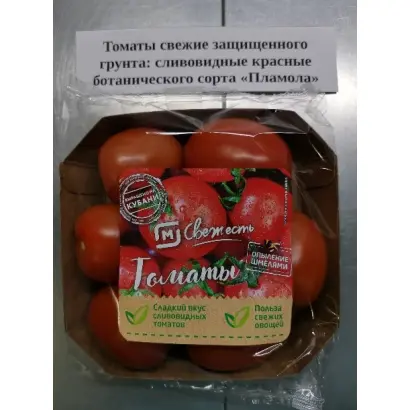 Томаты свежие защищенного
грунта: сливовидные красные
ботанического сорта «Пламола»
КУБАНИ
М Свежесть
Томаты
ОПЫЛЕНИЕ
ШМЕЛЯМИ
Сладкий вкус
сливовидных
томатов
Польза
свежих
овощей